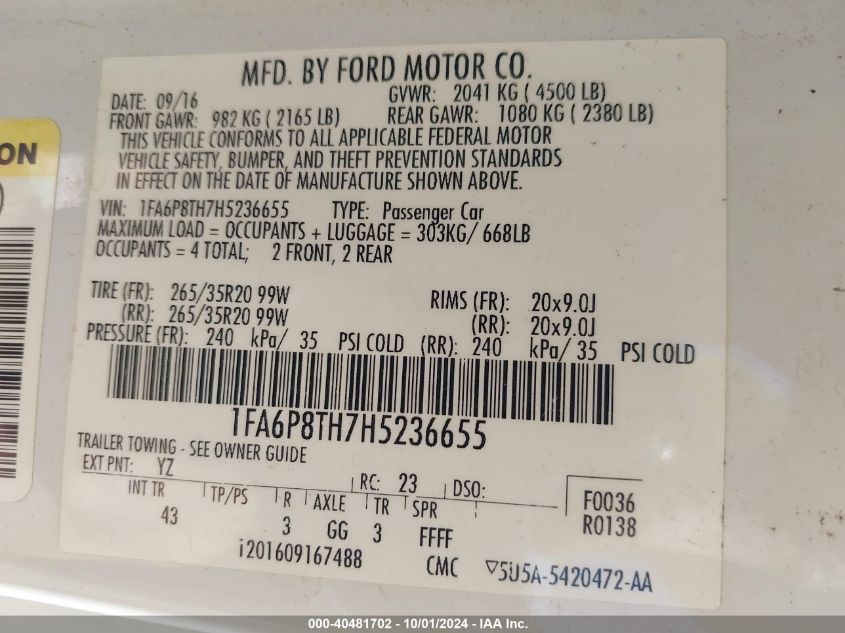 MFD. BY FORD MOTOR CO.
DATE: 09/16 GVWR: 2041 KG ( 4500 LB)
FRONT GAWR: 982 KG ( 2165 LB) REAR GAWR: 1080 KG ( 2380 LB)
THIS VEHICLE CONFORMS TO ALL APPLICABLE FEDERAL MOTOR
VEHICLE SAFETY, BUMPER, AND THEFT PREVENTION STANDARDS
IN EFFECT ON THE DATE OF MANUFACTURE SHOWN ABOVE.
ON
VIN: 1FA6P8TH7H5236655 TYPE: Passenger Car
MAXIMUM LOAD = OCCUPANTS + LUGGAGE = 303KG/ 668LB
OCCUPANTS = 4 TOTAL; 2 FRONT, 2 REAR
TIRE (FR): 265/35R20 99W RIMS (FR): 20x9.0J
(RR): 265/35R20 99W (RR): 20x9.0J
PRESSURE (FR): 240 kPa/ 35 PSI COLD (RR): 240 kPa/ 35 PSI COLD
1FA6P8TH7H5236655
TRAILER TOWING - SEE OWNER GUIDE
EXT PNT: YZ RC: 23 DSO:
INT TR TP/PS R AXLE TR SPR F0036
43 3 GG 3 FFFF R0138
i201609167488 CMC ▽5U5A-5420472-AA
000-40481702 - 10/01/2024 - IAA Inc.